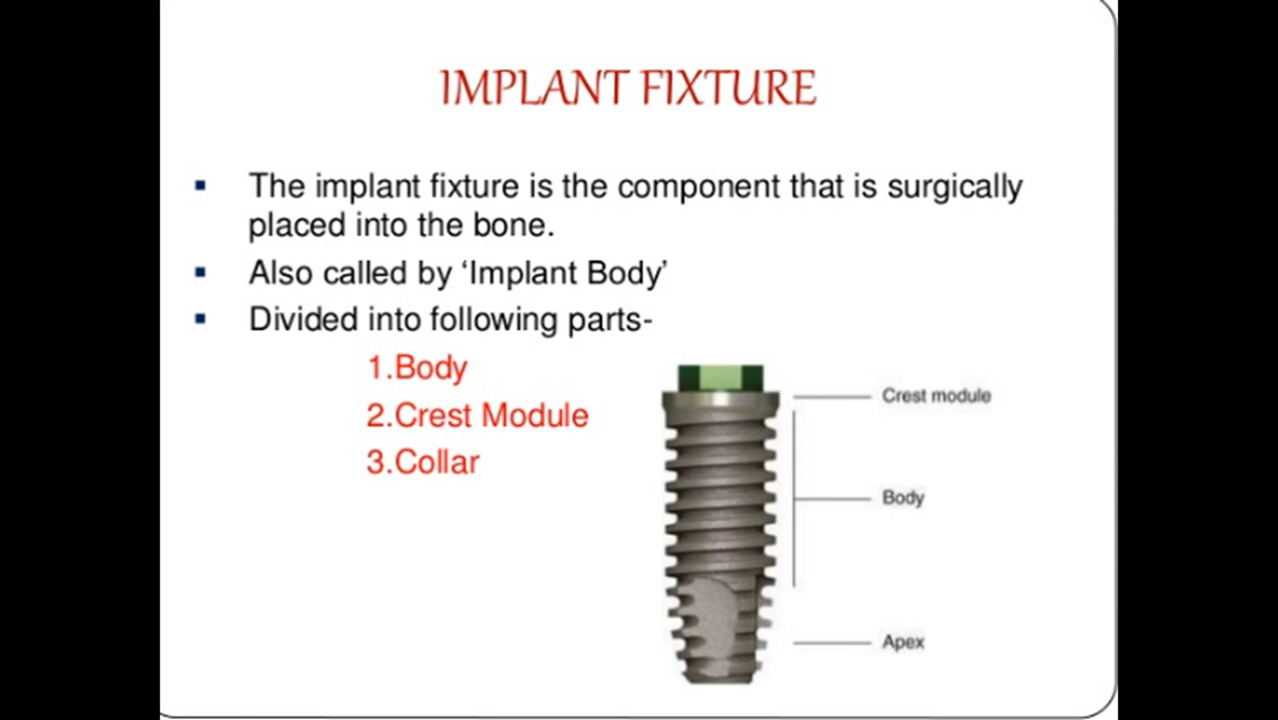 IMPLANT FIXTURE
The implant fixture is the component that is surgically
placed into the bone.
Also called by ‘Implant Body’
Divided into following parts-
1.Body
2.Crest Module
3.Collar
Crest module
Body
Apex